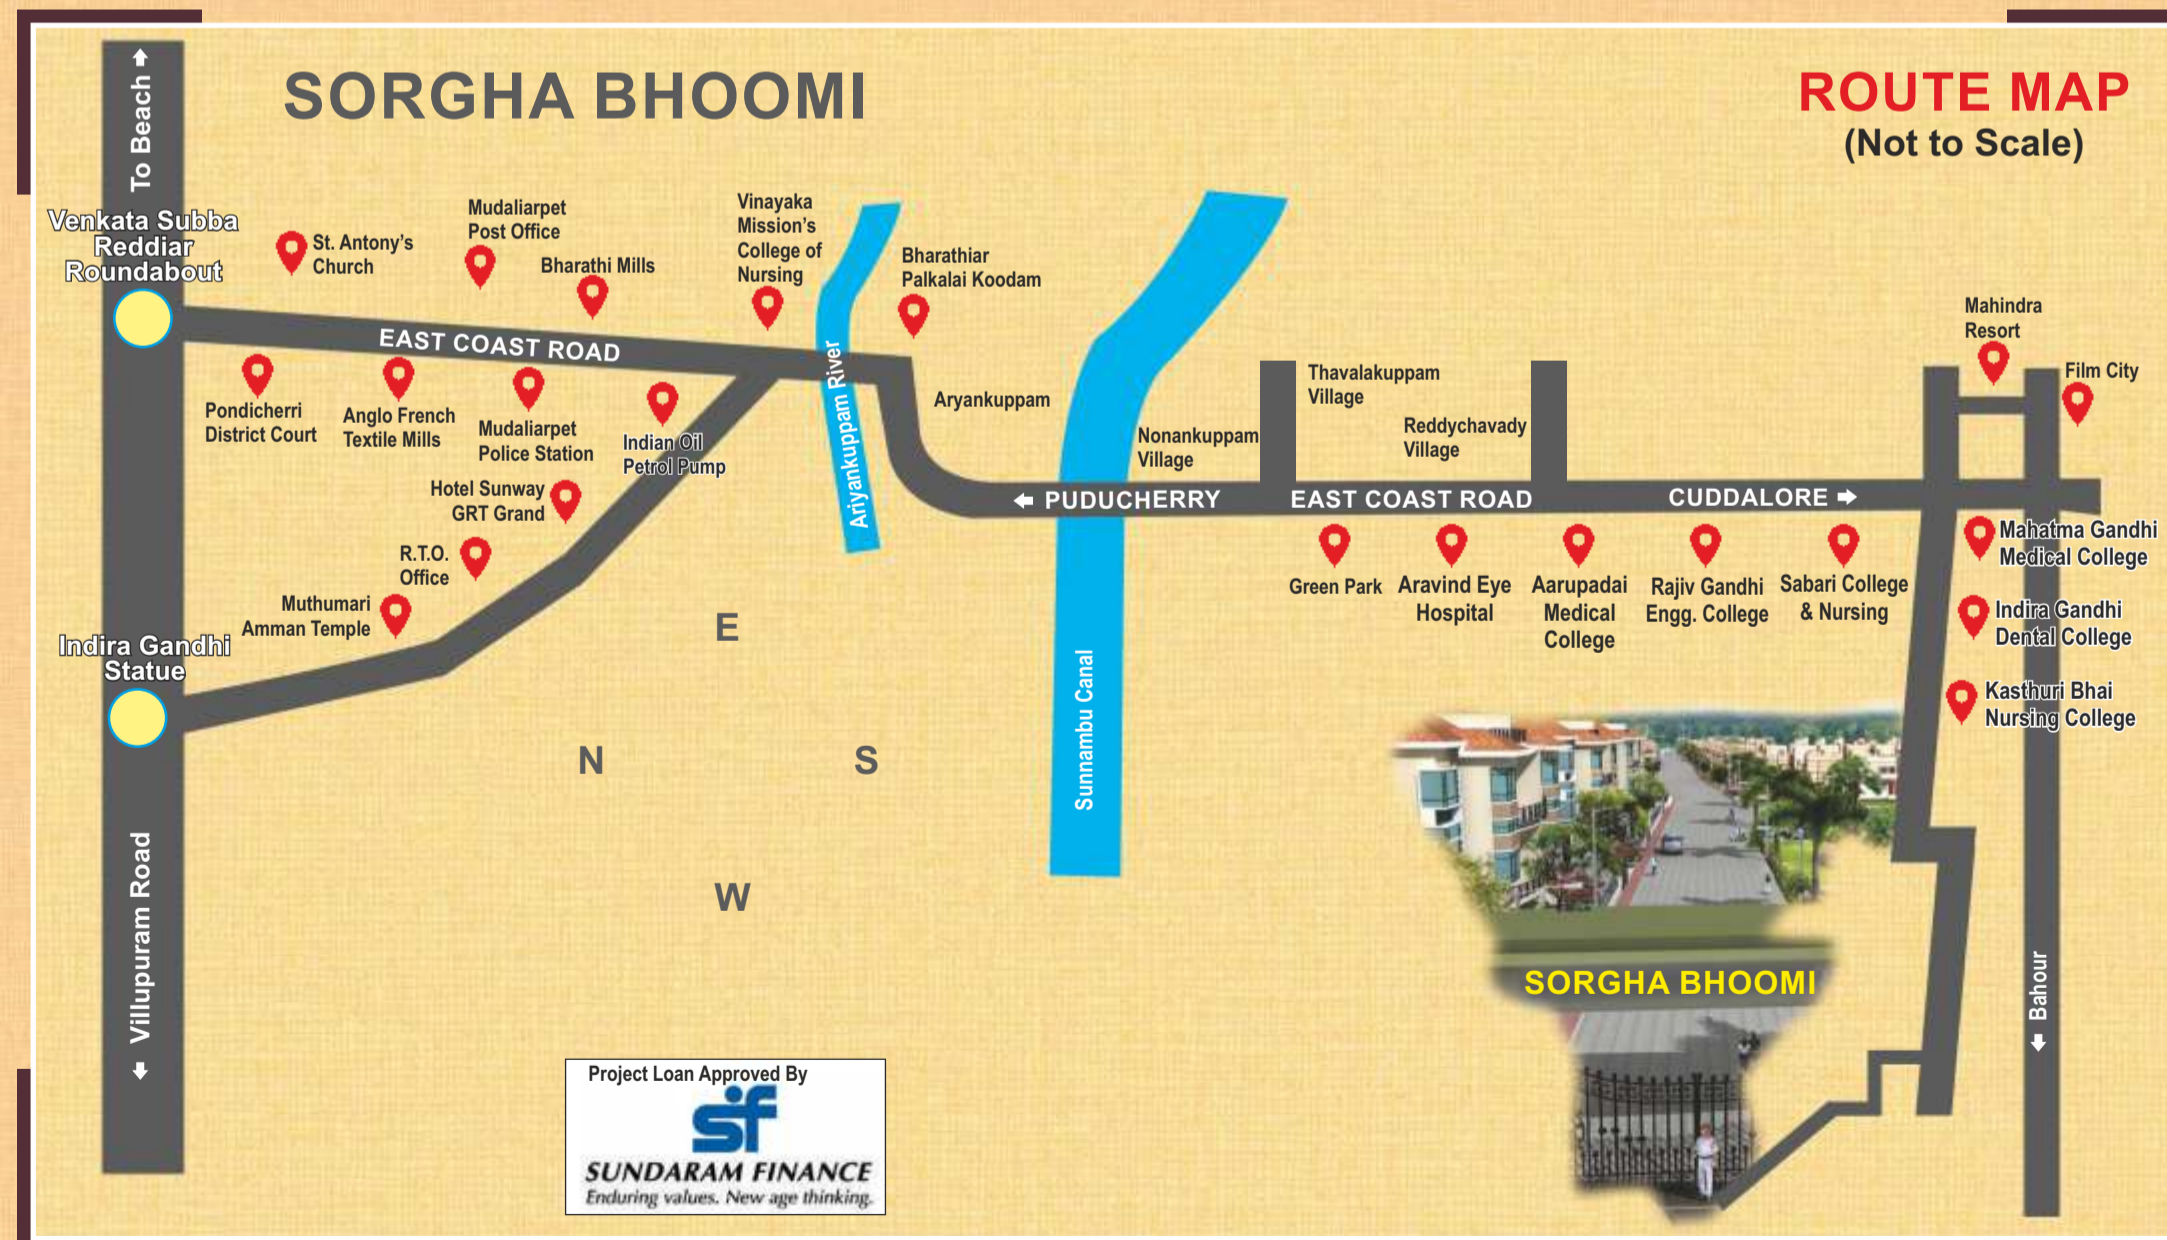 SORGHA BHOOMI
ROUTE MAP
(Not to Scale)
To Beach
Venkata Subba
Reddiar
Roundabout
St. Antony's
Church
Mudaliarpet
Post Office
Bharathi Mills
Vinayaka
Mission's
College of
Nursing
Bharathiar
Palkalai Koodam
EAST COAST ROAD
Pondicherri
District Court
Anglo French
Textile Mills
Mudaliarpet
Police Station
Indian Oil
Petrol Pump
Ariyankuppam River
Aryankuppam
Nonankuppam
Village
Thavalakuppam
Village
Reddychavady
Village
Mahindra
Resort
Film City
Hotel Sunway
GRT Grand
R.T.O.
Office
Muthumari
Amman Temple
Indira Gandhi
Statue
PUDUCHERRY
EAST COAST ROAD
CUDDALORE
Green Park
Aravind Eye
Hospital
Aarupadai
Medical
College
Rajiv Gandhi
Engg. College
Sabari College
& Nursing
Mahatma Gandhi
Medical College
Indira Gandhi
Dental College
Kasthuri Bhai
Nursing College
Sunnambu Canal
E
N
S
W
Villupuram Road
SORGHA BHOOMI
Bahour
Project Loan Approved By
sf
SUNDARAM FINANCE
Enduring values. New age thinking.